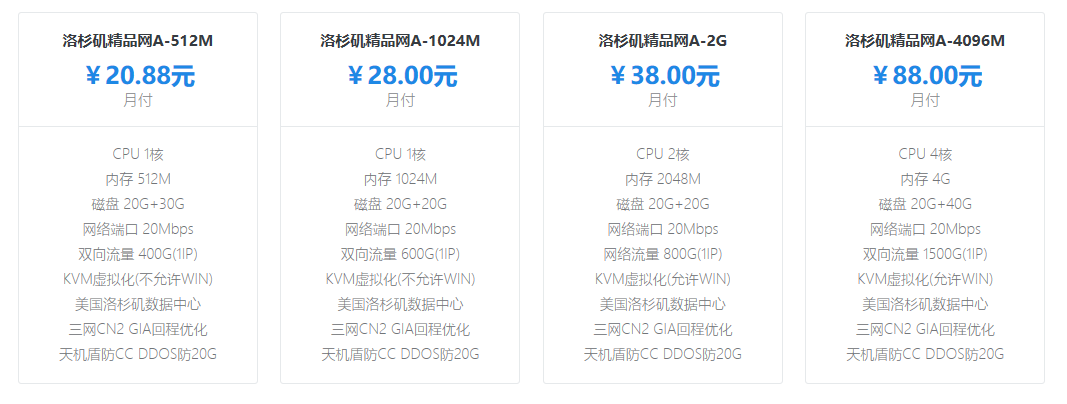 洛杉矶精品网A-512M
¥20.88元
月付
CPU 1核
内存 512M
磁盘 20G+30G
网络端口 20Mbps
双向流量 400G(1IP)
KVM虚拟化(不允许WIN)
美国洛杉矶数据中心
三网CN2 GIA回程优化
天机盾防CC DDOS防20G
洛杉矶精品网A-1024M
¥28.00元
月付
CPU 1核
内存 1024M
磁盘 20G+20G
网络端口 20Mbps
双向流量 600G(1IP)
KVM虚拟化(不允许WIN)
美国洛杉矶数据中心
三网CN2 GIA回程优化
天机盾防CC DDOS防20G
洛杉矶精品网A-2G
¥38.00元
月付
CPU 2核
内存 2048M
磁盘 20G+20G
网络端口 20Mbps
网络流量 800G(1IP)
KVM虚拟化(允许WIN)
美国洛杉矶数据中心
三网CN2 GIA回程优化
天机盾防CC DDOS防20G
洛杉矶精品网A-4096M
¥88.00元
月付
CPU 4核
内存 4G
磁盘 20G+40G
网络端口 20Mbps
双向流量 1500G(1IP)
KVM虚拟化(允许WIN)
美国洛杉矶数据中心
三网CN2 GIA回程优化
天机盾防CC DDOS防20G